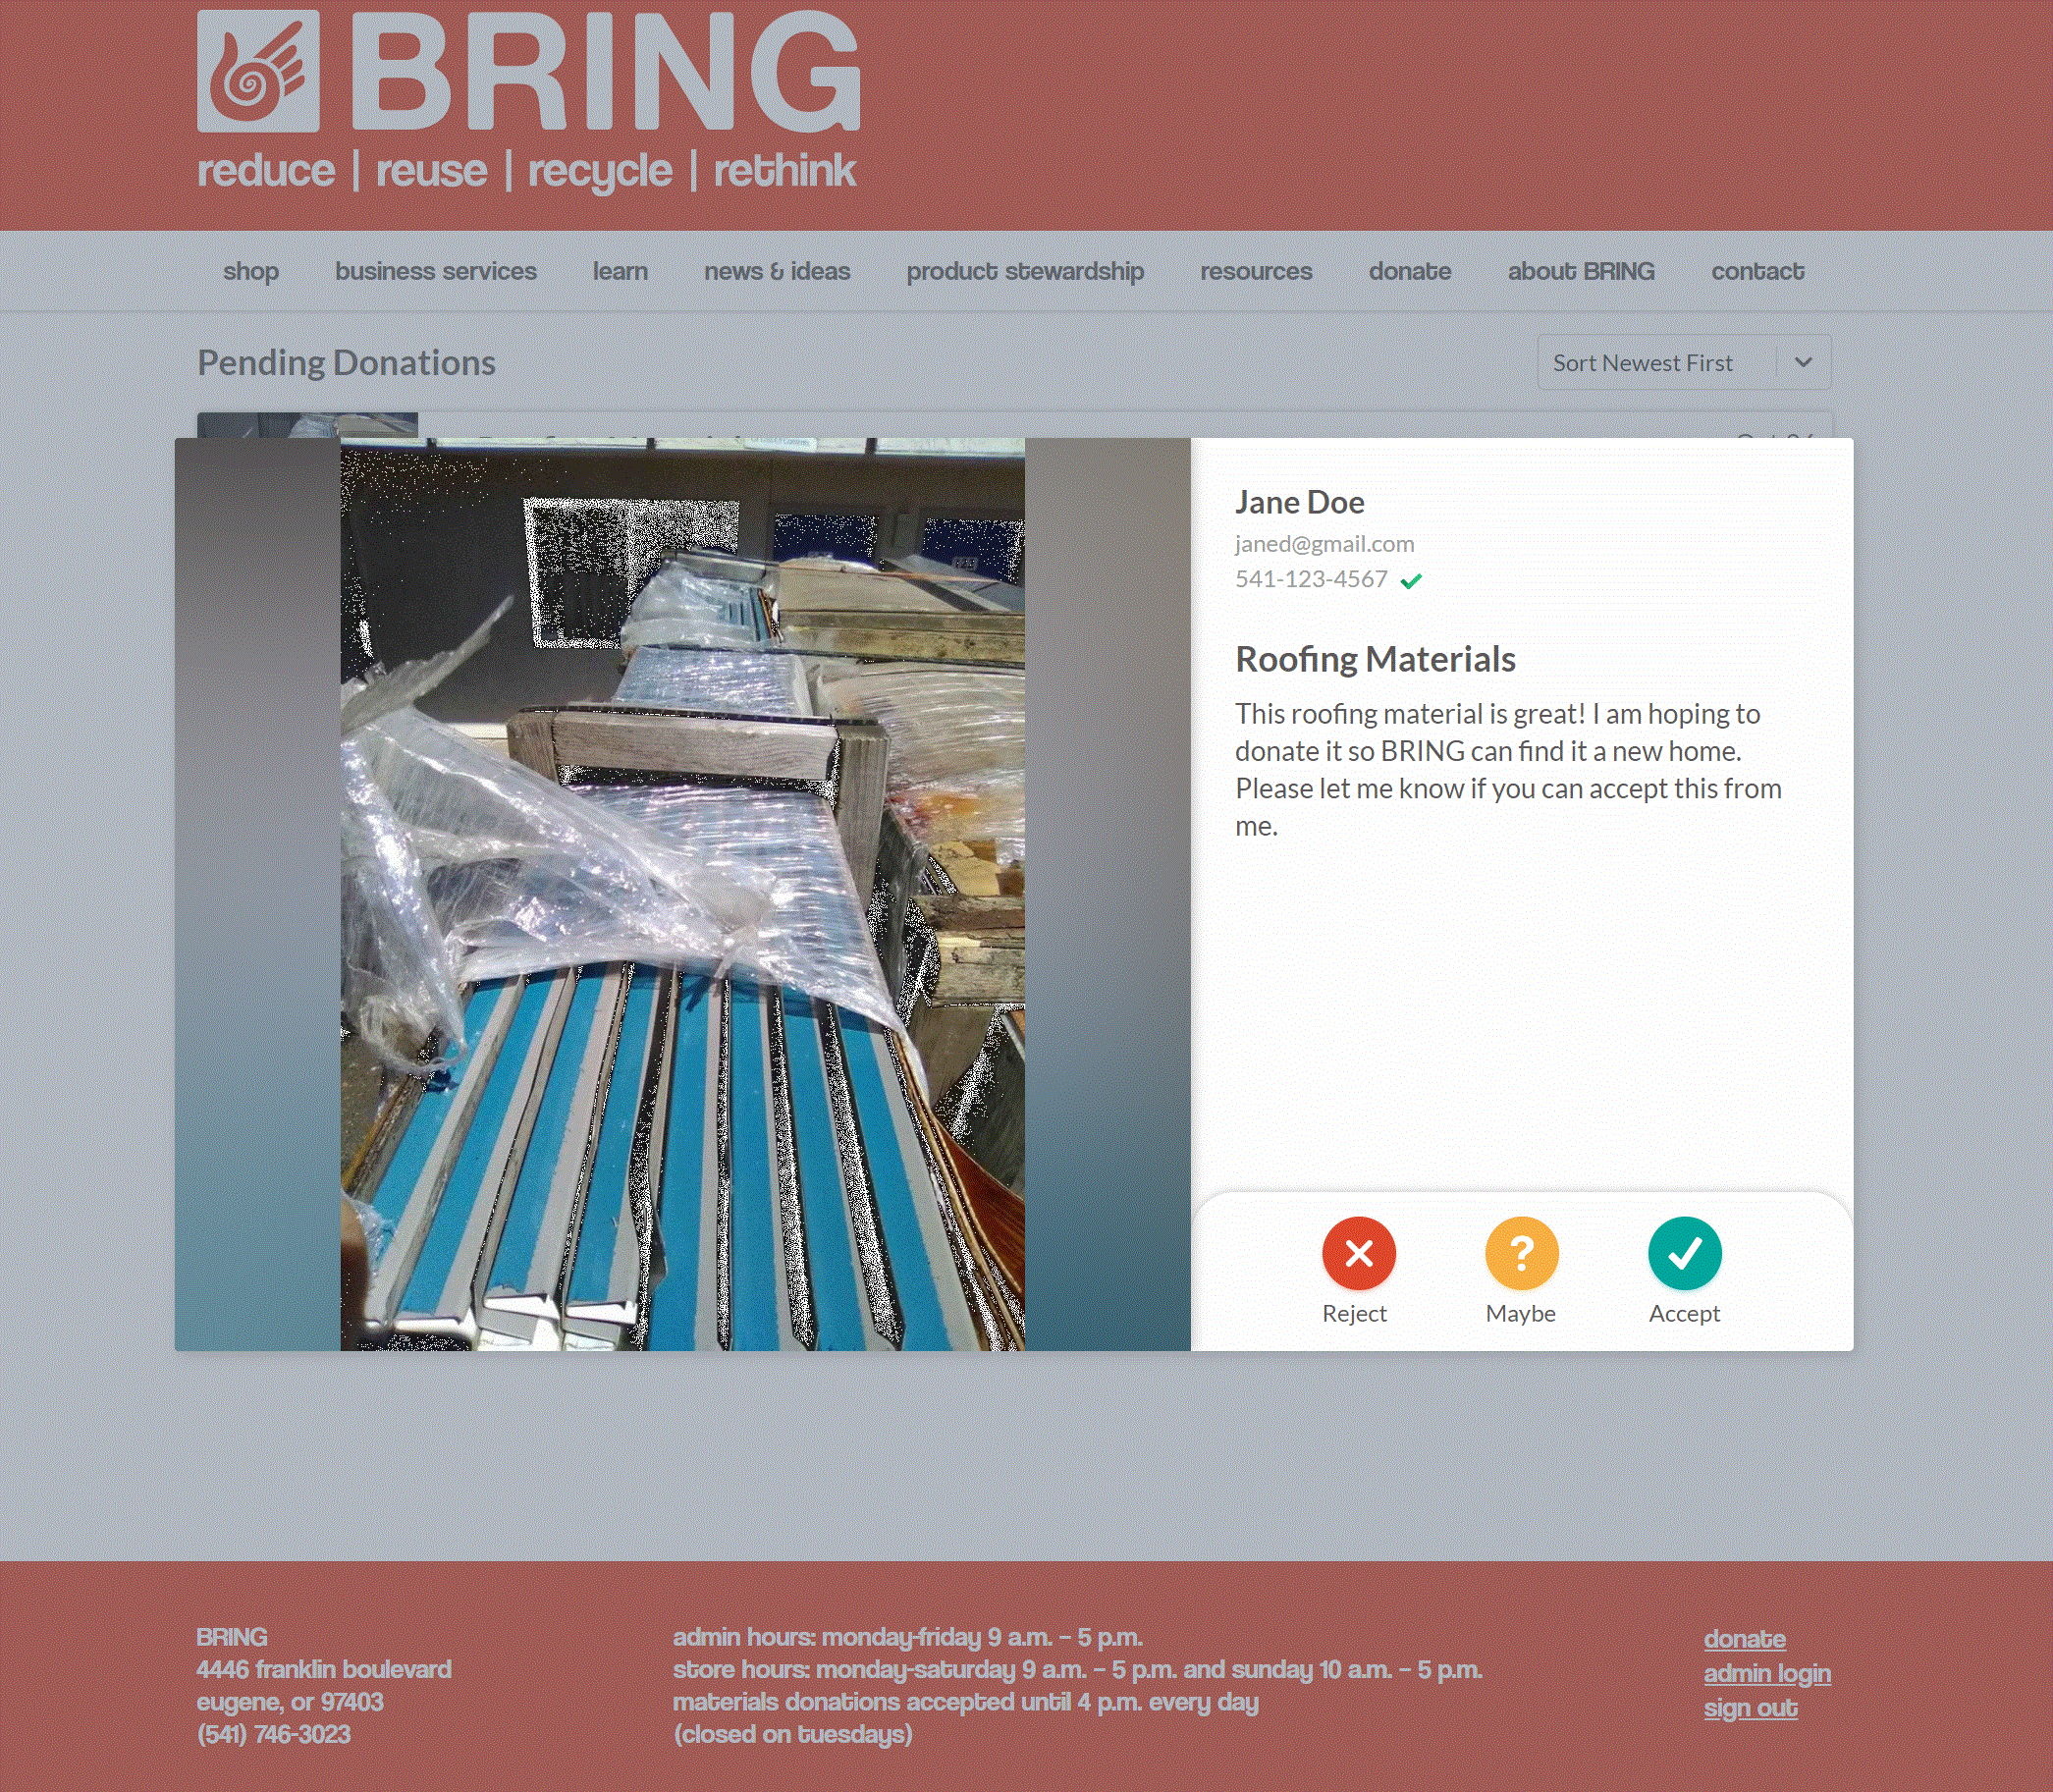 BRING
reduce | reuse | recycle | rethink
shop business services learn news & ideas product stewardship resources donate about BRING contact
Pending Donations
Sort Newest First
Jane Doe
janed@gmail.com
541-123-4567
Roofing Materials
This roofing material is great! I am hoping to
donate it so BRING can find it a new home.
Please let me know if you can accept this from
me.
Reject Maybe Accept
BRING
4446 franklin boulevard
eugene, or 97403
(541) 746-3023
admin hours: monday-friday 9 a.m. – 5 p.m.
store hours: monday-saturday 9 a.m. – 5 p.m. and sunday 10 a.m. – 5 p.m.
materials donations accepted until 4 p.m. every day
(closed on tuesdays)
donate
admin login
sign out